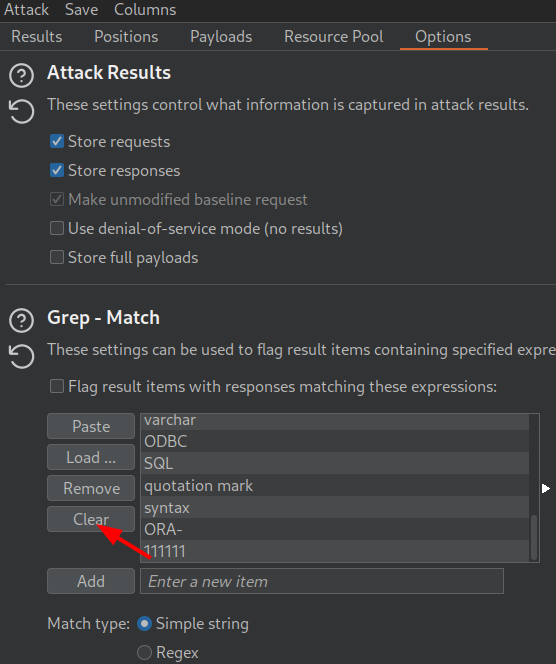 Attack Save Columns
Results Positions Payloads Resource Pool Options
Attack Results
These settings control what information is captured in attack results.
Store requests
Store responses
Make unmodified baseline request
Use denial-of-service mode (no results)
Store full payloads
Grep - Match
These settings can be used to flag result items containing specified expre
Flag result items with responses matching these expressions:
Paste
Load ...
Remove
Clear
varchar
ODBC
SQL
quotation mark
syntax
ORA-
111111
Add Enter a new item
Match type: Simple string
Regex